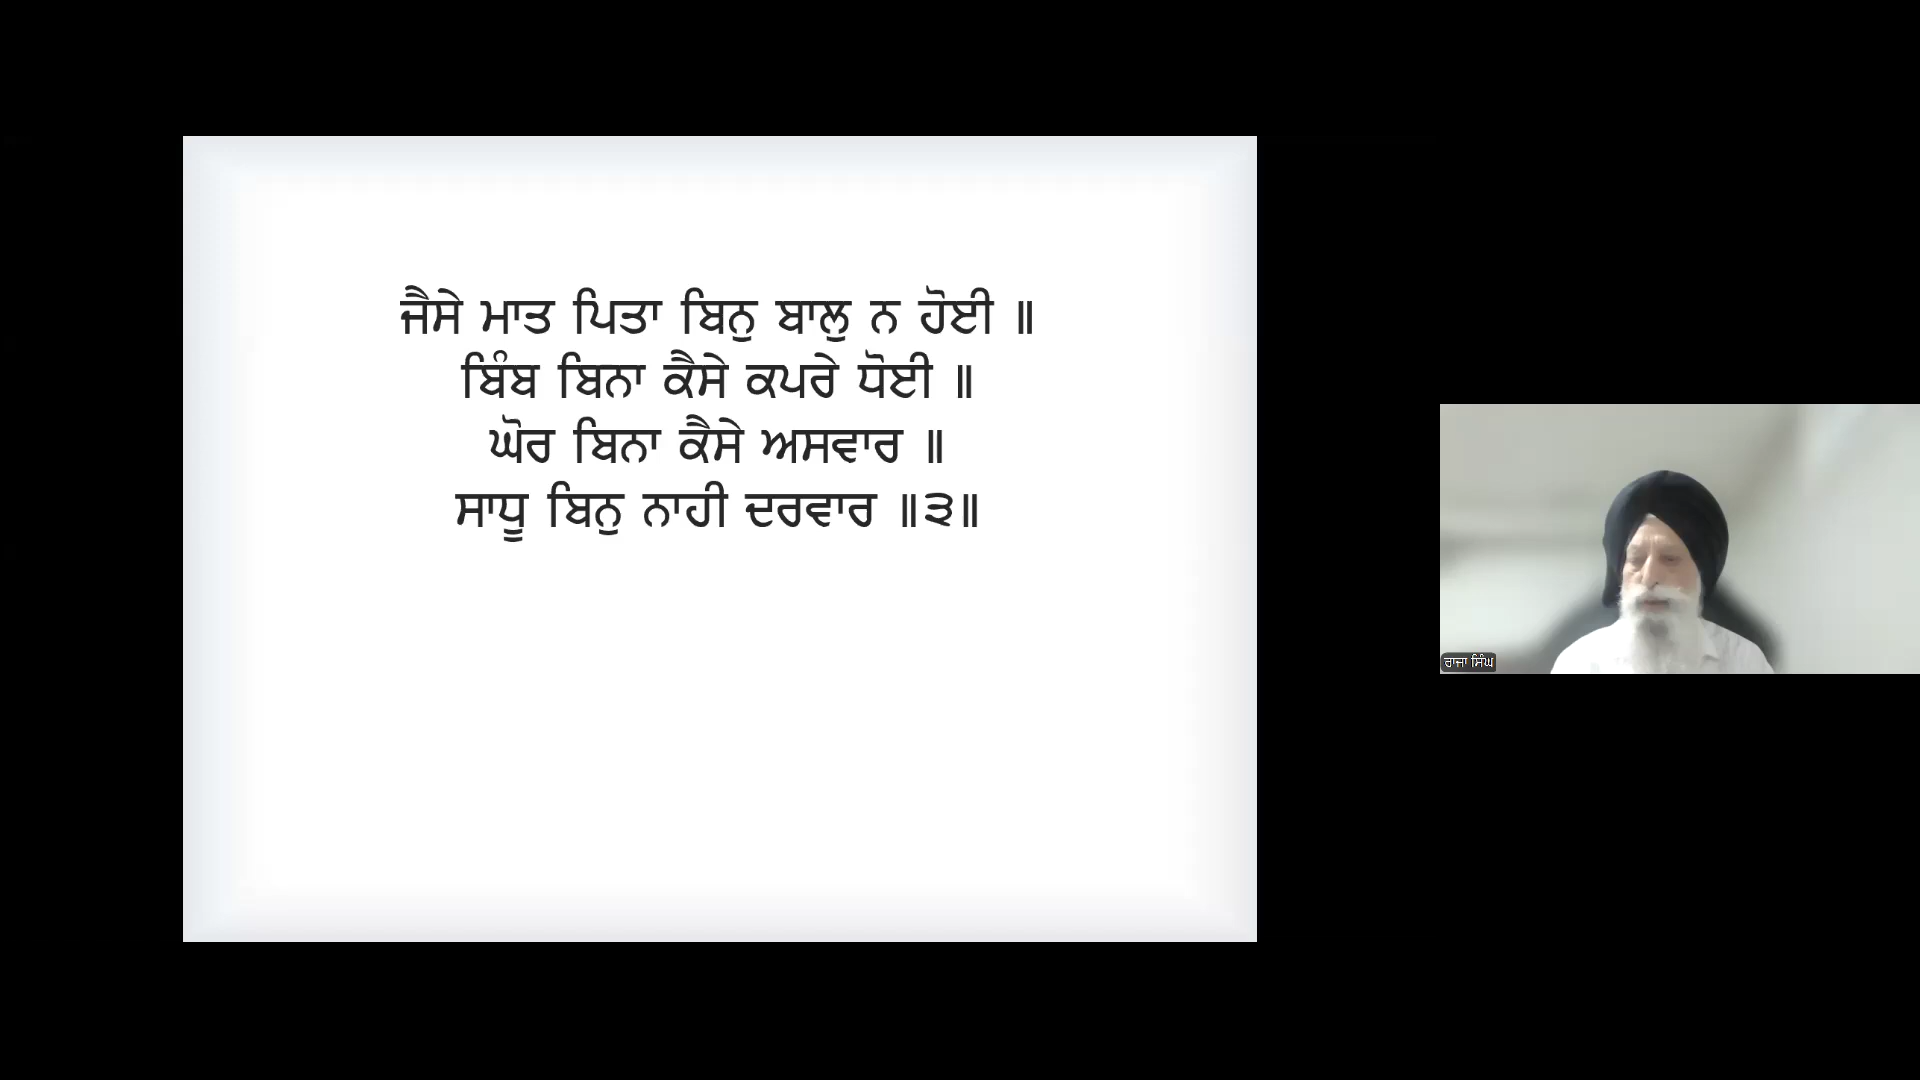 ਜੈਸੇ ਮਾਤ ਪਿਤਾ ਬਿਨੁ ਬਾਲੁ ਨ ਹੋਈ ॥
ਬਿੰਬ ਬਿਨਾ ਕੈਸੇ ਕਪਰੇ ਧੋਈ ॥
ਘੋਰ ਬਿਨਾ ਕੈਸੇ ਅਸਵਾਰ ॥
ਸਾਧੂ ਬਿਨੁ ਨਾਹੀ ਦਰਵਾਰ ॥੩॥
ਰਾਜਾ ਸਿੰਘ